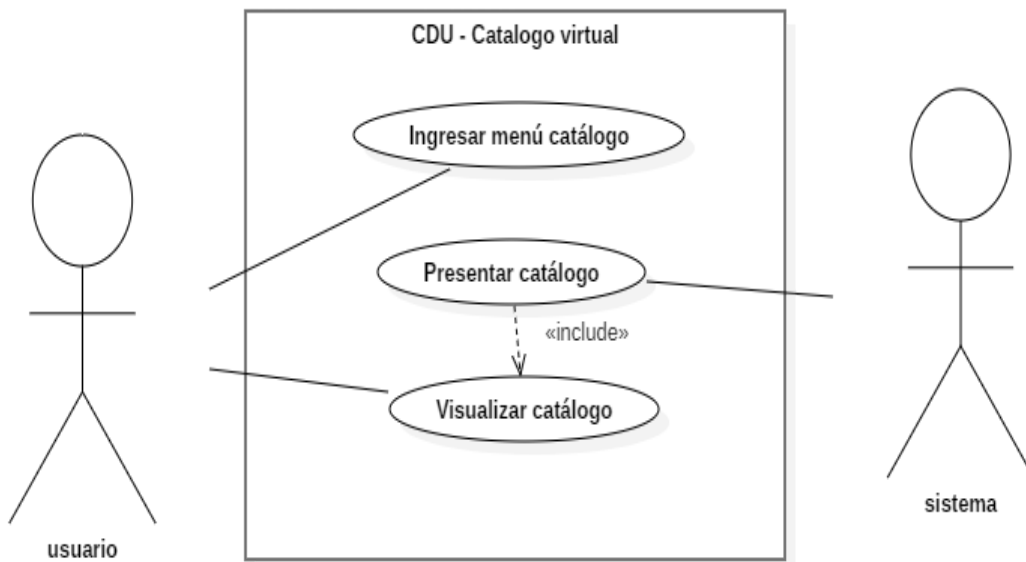 CDU - Catalogo virtual
Ingresar menú catálogo
Presentar catálogo
«include»
Visualizar catálogo
usuario
sistema